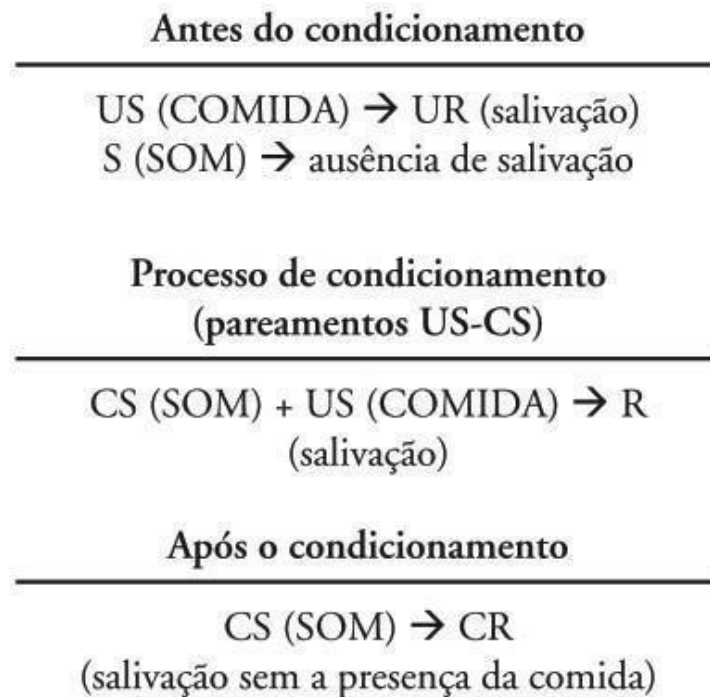 Antes do condicionamento
US (COMIDA) → UR (salivação)
S (SOM) → ausência de salivação
Processo de condicionamento
(pareamentos US-CS)
CS (SOM) + US (COMIDA) → R
(salivação)
Após o condicionamento
CS (SOM) → CR
(salivação sem a presença da comida)